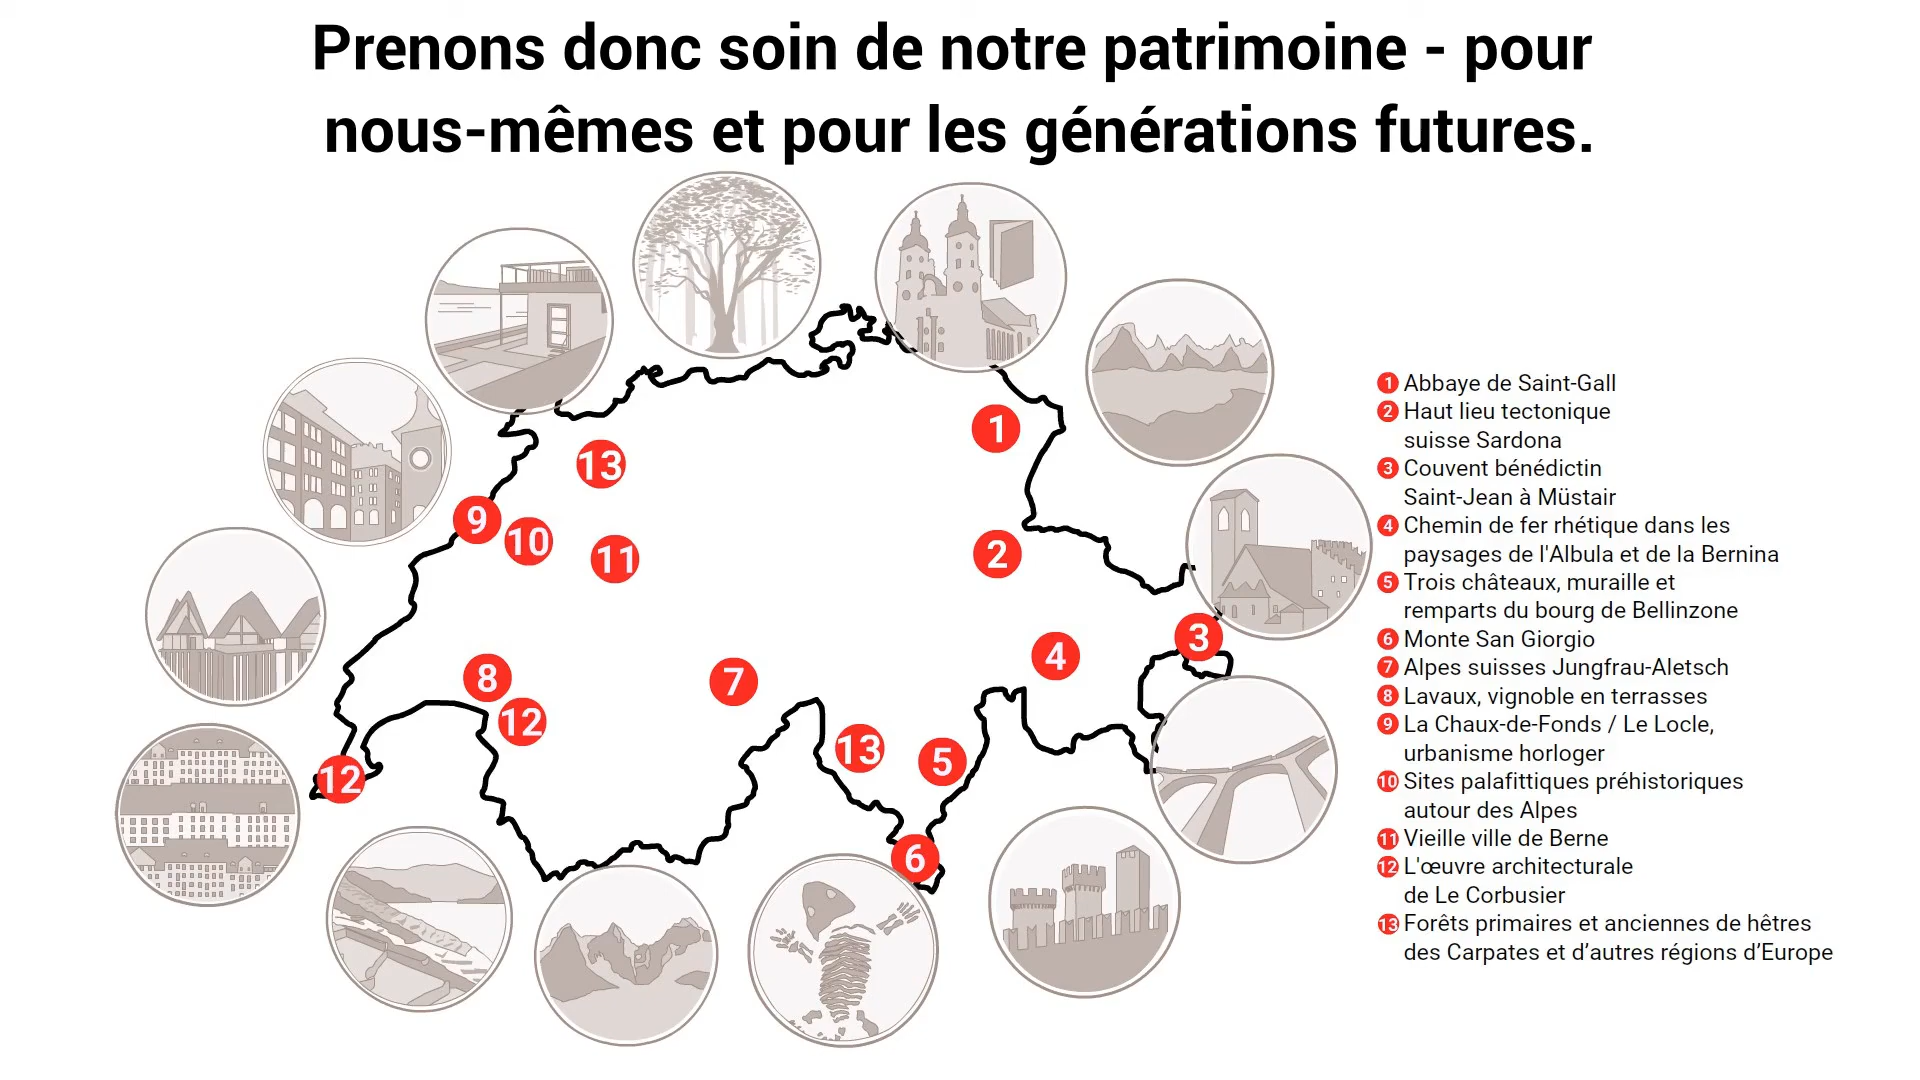 Prenons donc soin de notre patrimoine - pour
nous-mêmes et pour les générations futures.
1
13
9
10
11
2
3
4
8
7
12
13
5
12
6
1 Abbaye de Saint-Gall
2 Haut lieu tectonique
suisse Sardona
3 Couvent bénédictin
Saint-Jean à Müstair
4 Chemin de fer rhétique dans les
paysages de l'Albula et de la Bernina
5 Trois châteaux, muraille et
remparts du bourg de Bellinzone
6 Monte San Giorgio
7 Alpes suisses Jungfrau-Aletsch
8 Lavaux, vignoble en terrasses
9 La Chaux-de-Fonds / Le Locle,
urbanisme horloger
10 Sites palafittiques préhistoriques
autour des Alpes
11 Vieille ville de Berne
12 L'œuvre architecturale
de Le Corbusier
13 Forêts primaires et anciennes de hêtres
des Carpates et d’autres régions d’Europe